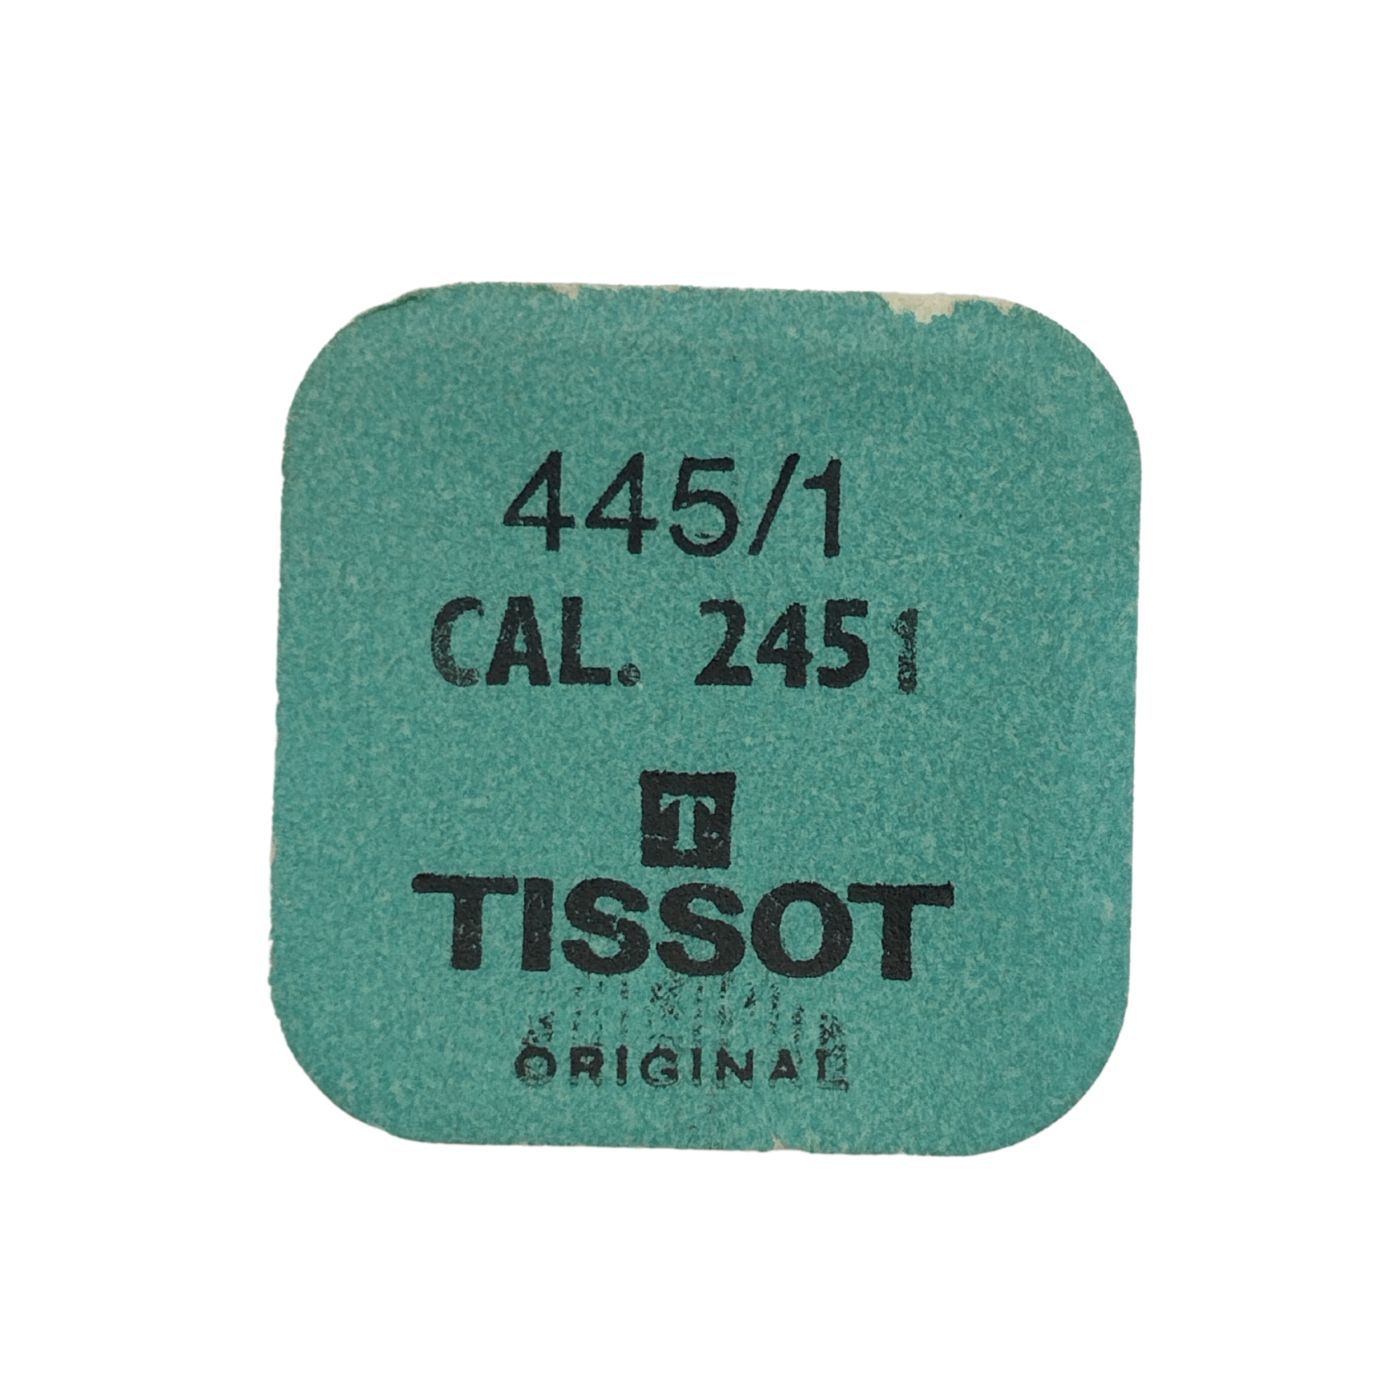 445/1
CAL. 2451
T
TISSOT
ORIGINAL